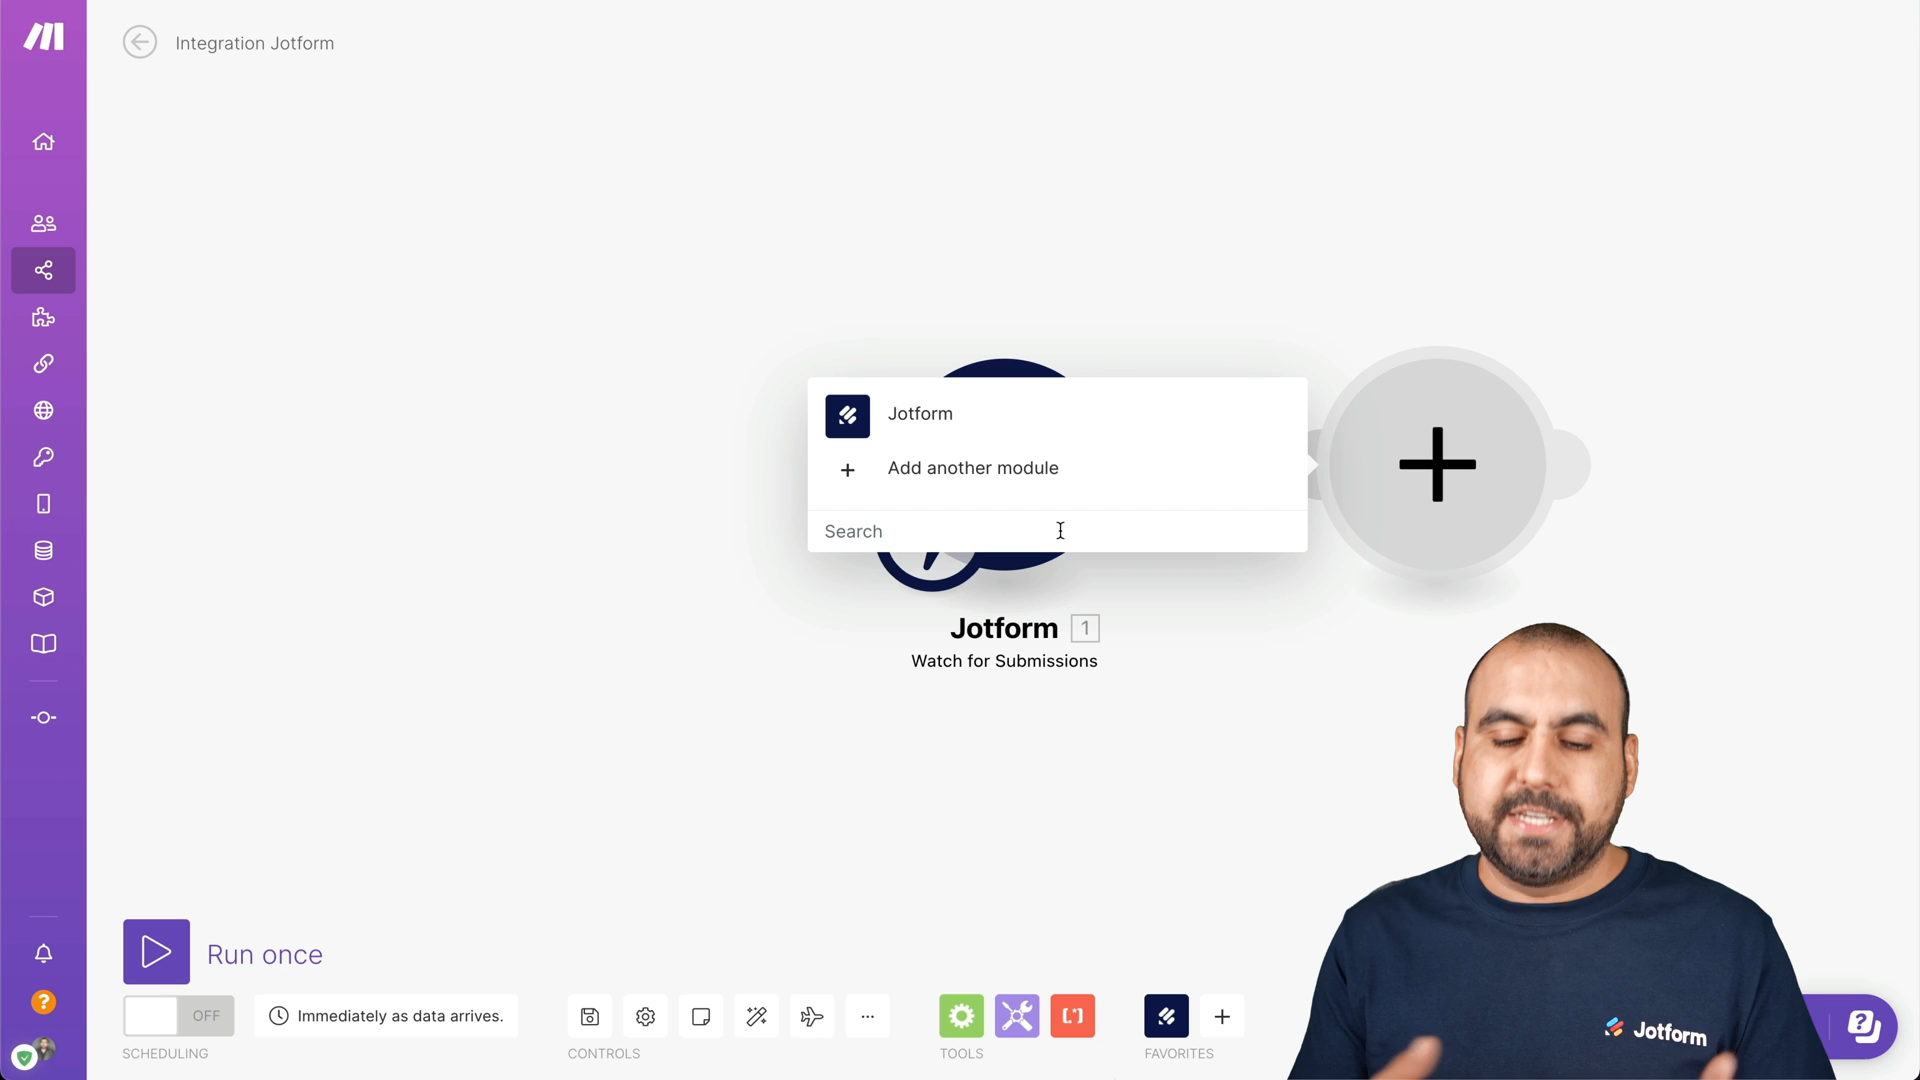 Integration Jotform
Jotform
+ Add another module
Search
Jotform 1
Watch for Submissions
Run once
OFF
Immediately as data arrives.
SCHEDULING
CONTROLS
TOOLS
FAVORITES
?
[.*]
Jotform
?